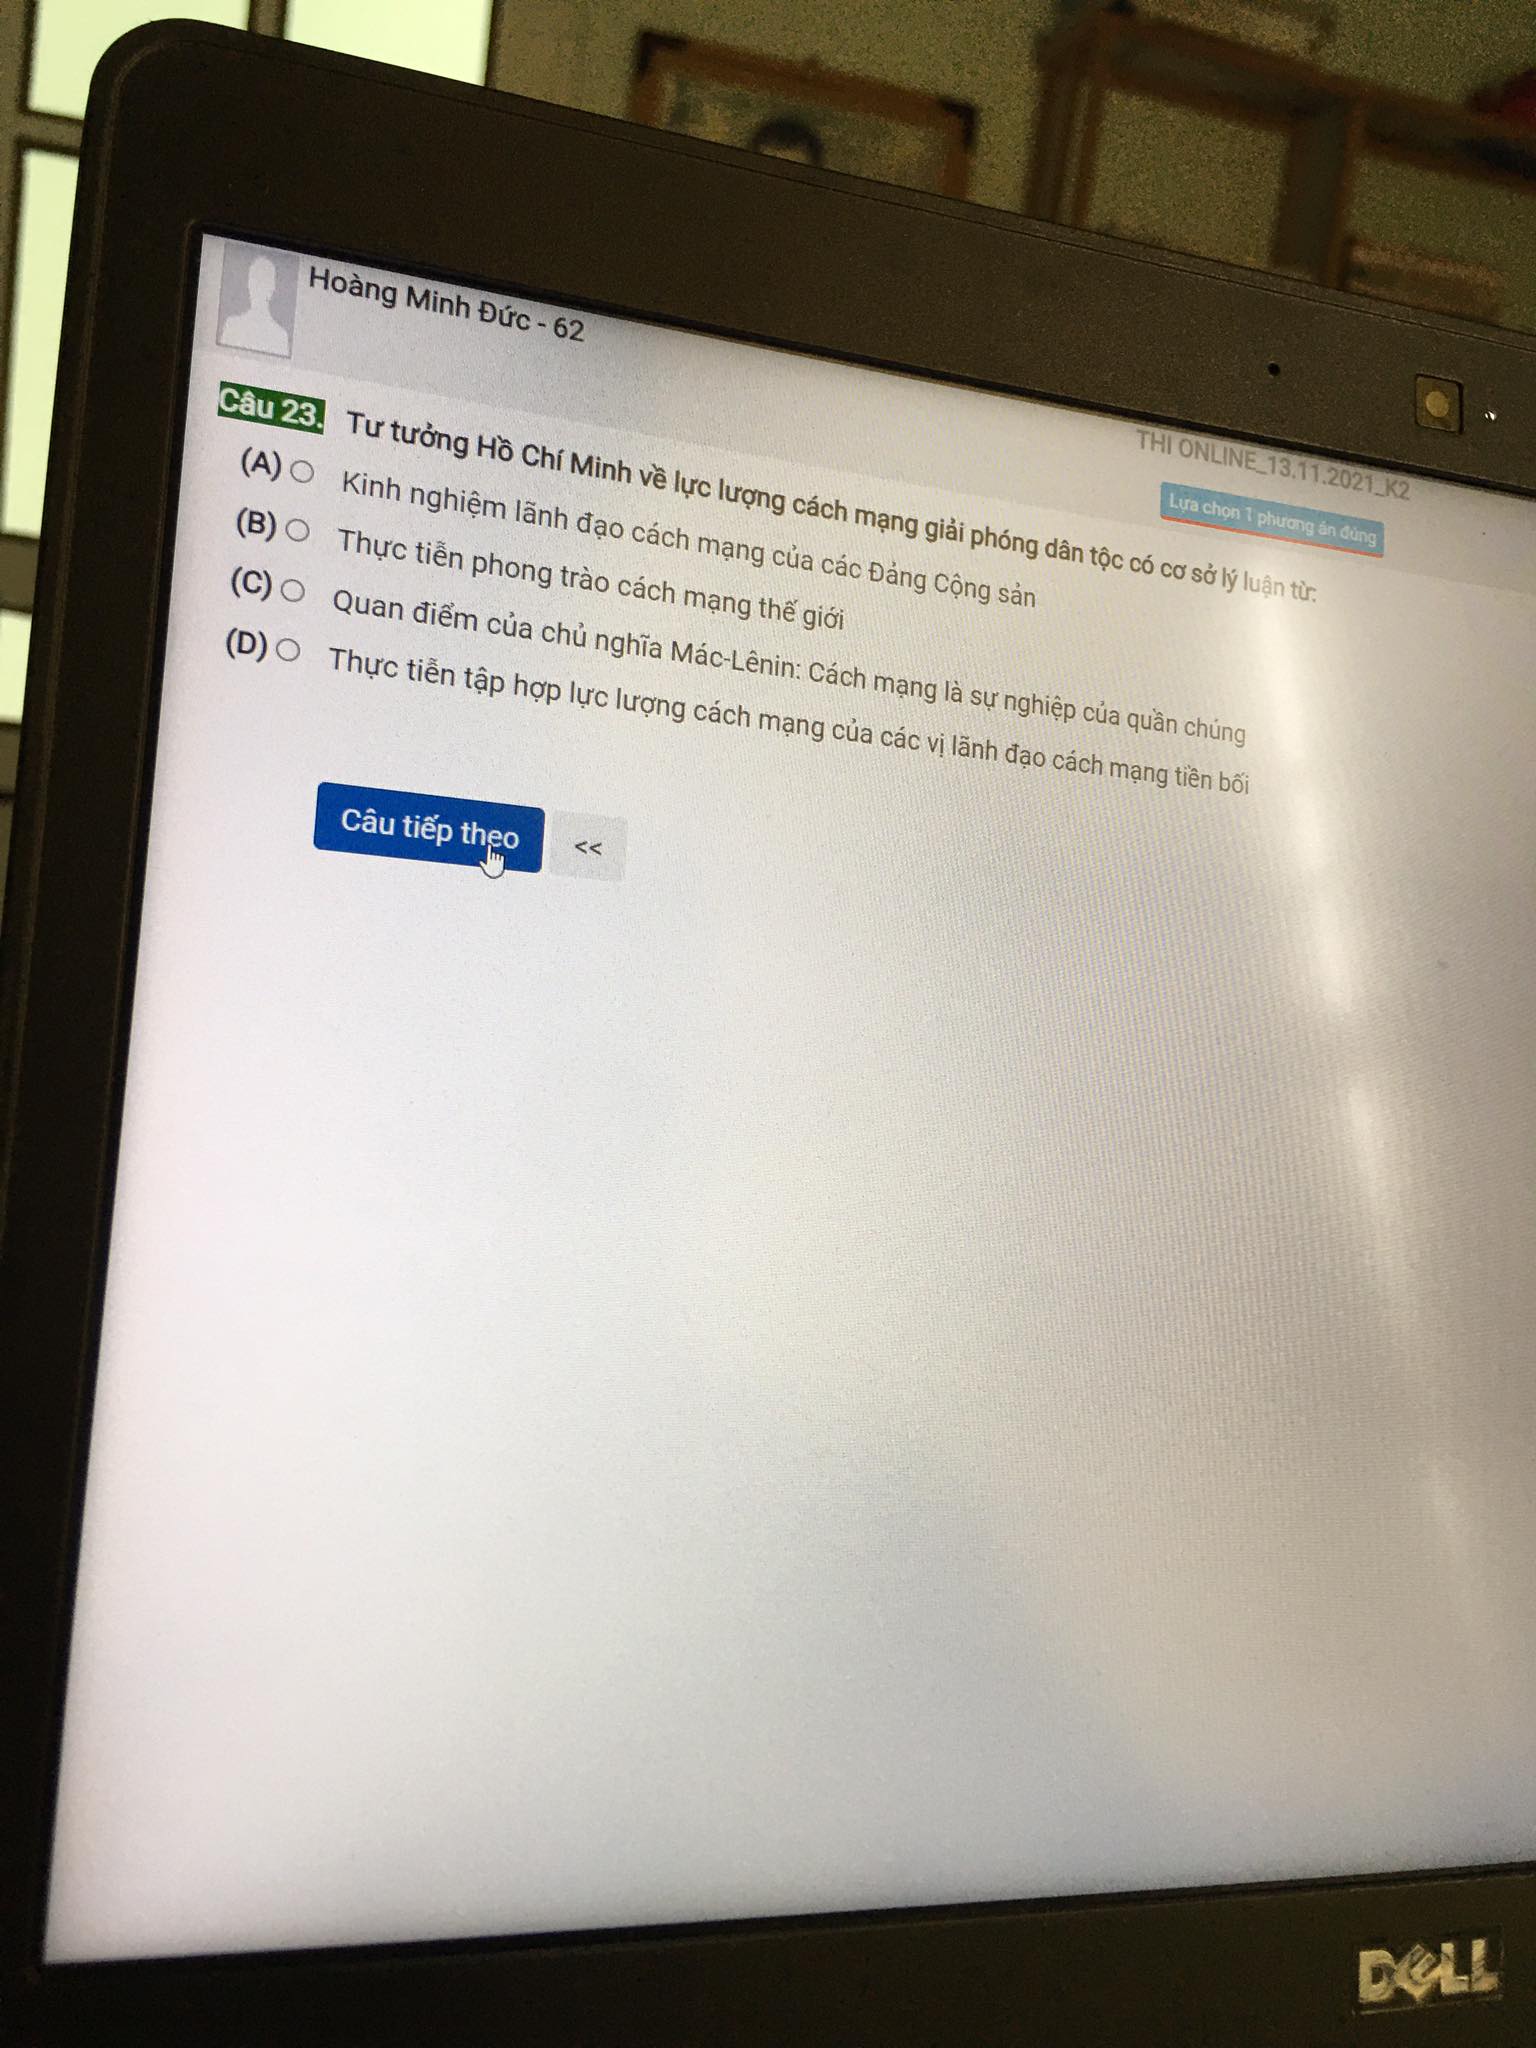 Hoàng Minh Đức - 62
THI ONLINE_13.11.2021_K2
Lựa chọn 1 phương án đúng
Câu 23. Tư tưởng Hồ Chí Minh về lực lượng cách mạng giải phóng dân tộc có cơ sở lý luận từ:
(A) Kinh nghiệm lãnh đạo cách mạng của các Đảng Cộng sản
(B) Thực tiễn phong trào cách mạng thế giới
(C) Quan điểm của chủ nghĩa Mác-Lênin: Cách mạng là sự nghiệp của quần chúng
(D) Thực tiễn tập hợp lực lượng cách mạng của các vị lãnh đạo cách mạng tiền bối
Câu tiếp theo <<
DELL